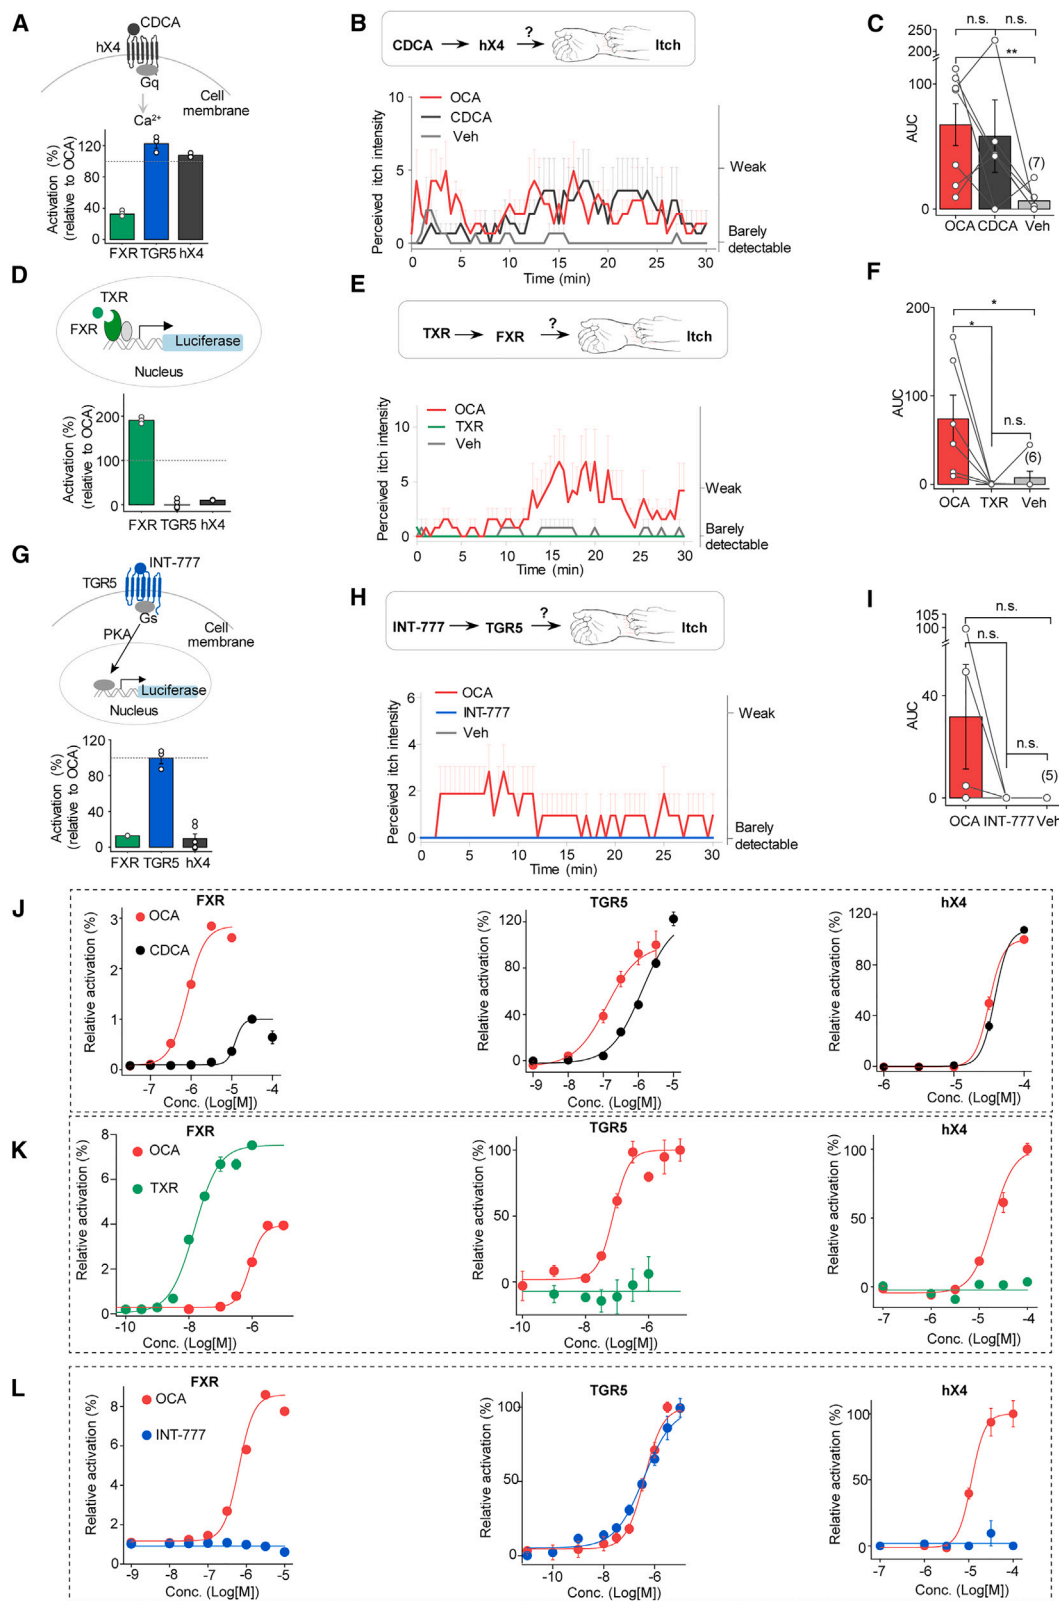 A
CDCA
hX4
Gq
Ca2+
Cell
membrane
Activation (%)
(relative to OCA)
120
80
40
0
FXR TGR5 hX4
B
CDCA hX4 ? Itch
OCA
CDCA
Veh
Perceived itch intensity
10
5
0
Weak
Barely
detectable
0 5 10 15 20 25 30
Time (min)
C
n.s. n.s.
**
250
200
100
0
AUC
(7)
OCA CDCA Veh
D
TXR
FXR
Luciferase
Nucleus
Activation (%)
(relative to OCA)
200
100
0
FXR TGR5 hX4
E
TXR FXR ? Itch
OCA
TXR
Veh
Perceived itch intensity
10
5
0
Weak
Barely
detectable
0 5 10 15 20 25 30
Time (min)
F
*
*
n.s.
200
100
0
AUC
(6)
OCA TXR Veh
G
INT-777
TGR5
Gs
PKA
Cell
membrane
Luciferase
Nucleus
Activation (%)
(relative to OCA)
120
80
40
0
FXR TGR5 hX4
H
INT-777 TGR5 ? Itch
OCA
INT-777
Veh
Perceived itch intensity
6
4
2
0
Weak
Barely
detectable
0 5 10 15 20 25 30
Time (min)
I
105
100
40
0
AUC
n.s.
n.s.
n.s.
(5)
OCA INT-777 Veh
J
FXR
OCA
CDCA
Relative activation (%)
3
2
1
0
-7 -6 -5 -4
Conc. (Log[M])
TGR5
Relative activation (%)
120
80
40
0
-9 -8 -7 -6 -5
Conc. (Log[M])
hX4
Relative activation (%)
120
80
40
0
-6 -5 -4
Conc. (Log[M])
K
FXR
OCA
TXR
Relative activation (%)
8
6
4
2
0
-10 -8 -6
Conc. (Log[M])
TGR5
Relative activation (%)
100
50
0
-10 -8 -6
Conc. (Log[M])
hX4
Relative activation (%)
100
50
0
-7 -6 -5 -4
Conc. (Log[M])
L
FXR
OCA
INT-777
Relative activation (%)
8
6
4
2
0
-9 -8 -7 -6 -5
Conc. (Log[M])
TGR5
Relative activation (%)
100
50
0
-10 -8 -6
Conc. (Log[M])
hX4
Relative activation (%)
100
50
0
-7 -6 -5 -4
Conc. (Log[M])